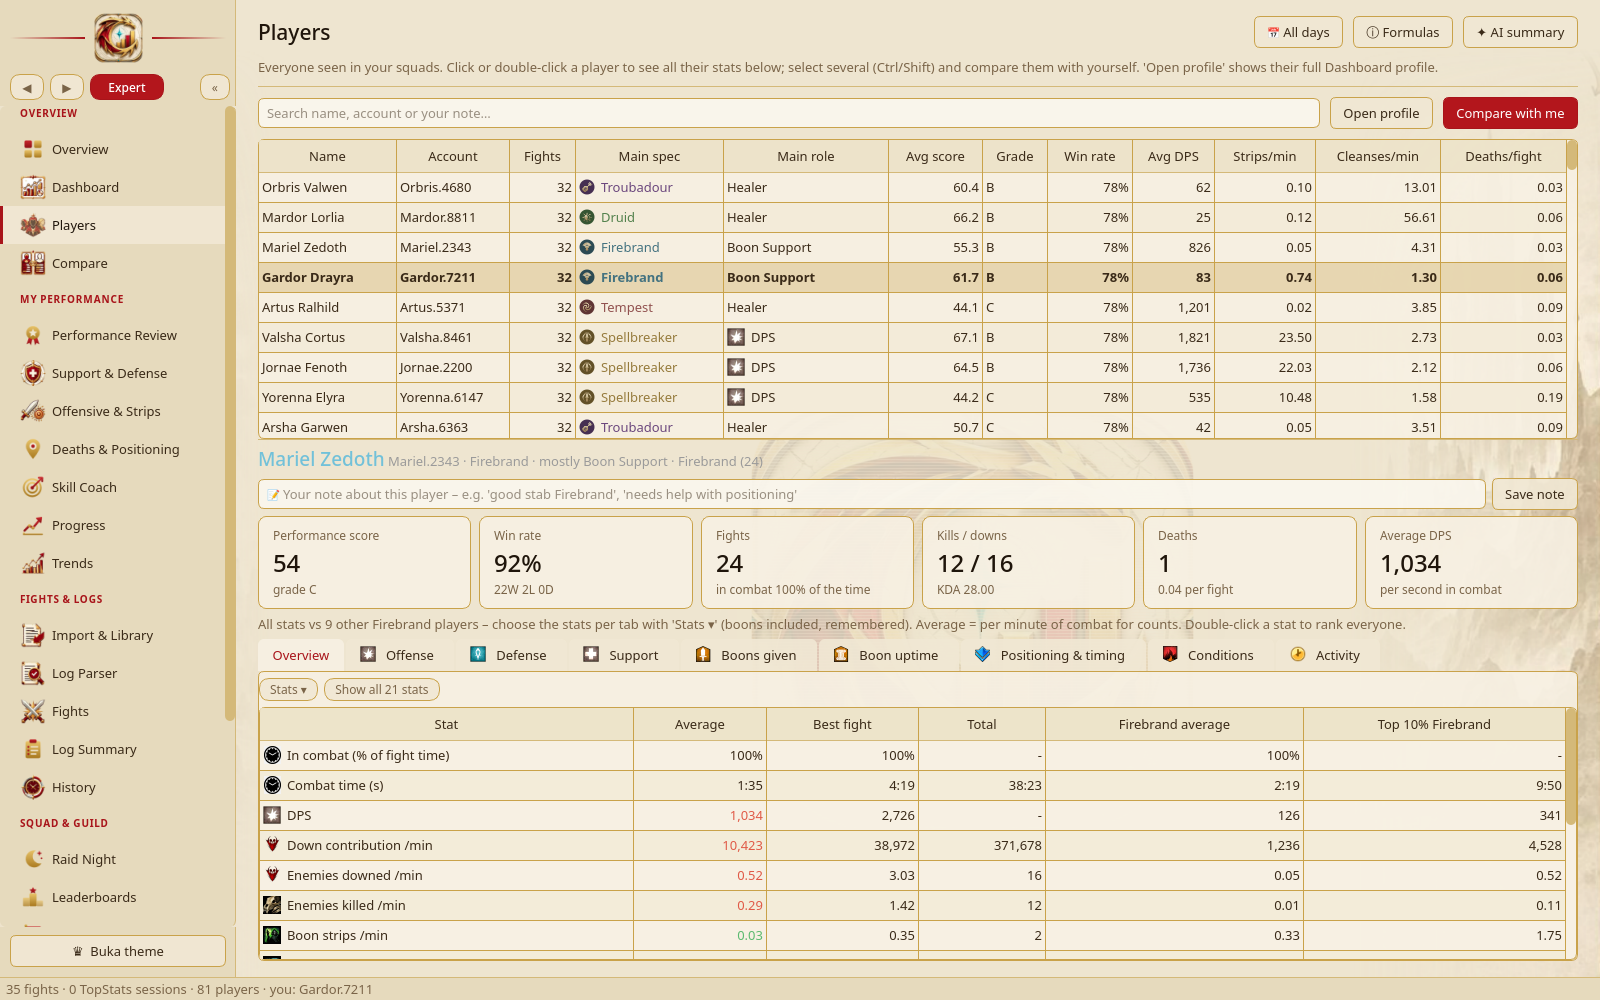 Players
📅 All days
ⓘ Formulas
✦ AI summary
◀
▶
Expert
«
Everyone seen in your squads. Click or double-click a player to see all their stats below; select several (Ctrl/Shift) and compare them with yourself. 'Open profile' shows their full Dashboard profile.
OVERVIEW
Overview
Dashboard
Players
Compare
MY PERFORMANCE
Performance Review
Support & Defense
Offensive & Strips
Deaths & Positioning
Skill Coach
Progress
Trends
FIGHTS & LOGS
Import & Library
Log Parser
Fights
Log Summary
History
SQUAD & GUILD
Raid Night
Leaderboards
♛ Buka theme
Search name, account or your note...
Open profile
Compare with me
Name Account Fights Main spec Main role Avg score Grade Win rate Avg DPS Strips/min Cleanses/min Deaths/fight
Orbris Valwen Orbris.4680 32 Troubadour Healer 60.4 B 78% 62 0.10 13.01 0.03
Mardor Lorlia Mardor.8811 32 Druid Healer 66.2 B 78% 25 0.12 56.61 0.06
Mariel Zedoth Mariel.2343 32 Firebrand Boon Support 55.3 B 78% 826 0.05 4.31 0.03
Gardor Drayra Gardor.7211 32 Firebrand Boon Support 61.7 B 78% 83 0.74 1.30 0.06
Artus Ralhild Artus.5371 32 Tempest Healer 44.1 C 78% 1,201 0.02 3.85 0.09
Valsha Cortus Valsha.8461 32 Spellbreaker DPS 67.1 B 78% 1,821 23.50 2.73 0.03
Jornae Fenoth Jornae.2200 32 Spellbreaker DPS 64.5 B 78% 1,736 22.03 2.12 0.06
Yorenna Elyra Yorenna.6147 32 Spellbreaker DPS 44.2 C 78% 535 10.48 1.58 0.19
Arsha Garwen Arsha.6363 32 Troubadour Healer 50.7 C 78% 42 0.05 3.51 0.09
Mariel Zedoth Mariel.2343 · Firebrand · mostly Boon Support · Firebrand (24)
📝 Your note about this player – e.g. 'good stab Firebrand', 'needs help with positioning'
Save note
Performance score
54
grade C
Win rate
92%
22W 2L 0D
Fights
24
in combat 100% of the time
Kills / downs
12 / 16
KDA 28.00
Deaths
1
0.04 per fight
Average DPS
1,034
per second in combat
All stats vs 9 other Firebrand players – choose the stats per tab with 'Stats ▾' (boons included, remembered). Average = per minute of combat for counts. Double-click a stat to rank everyone.
Overview Offense Defense Support Boons given Boon uptime Positioning & timing Conditions Activity
Stats ▾
Show all 21 stats
Stat Average Best fight Total Firebrand average Top 10% Firebrand
In combat (% of fight time) 100% 100% - 100% -
Combat time (s) 1:35 4:19 38:23 2:19 9:50
DPS 1,034 2,726 - 126 341
Down contribution /min 10,423 38,972 371,678 1,236 4,528
Enemies downed /min 0.52 3.03 16 0.05 0.52
Enemies killed /min 0.29 1.42 12 0.01 0.11
Boon strips /min 0.03 0.35 2 0.33 1.75
35 fights · 0 TopStats sessions · 81 players · you: Gardor.7211